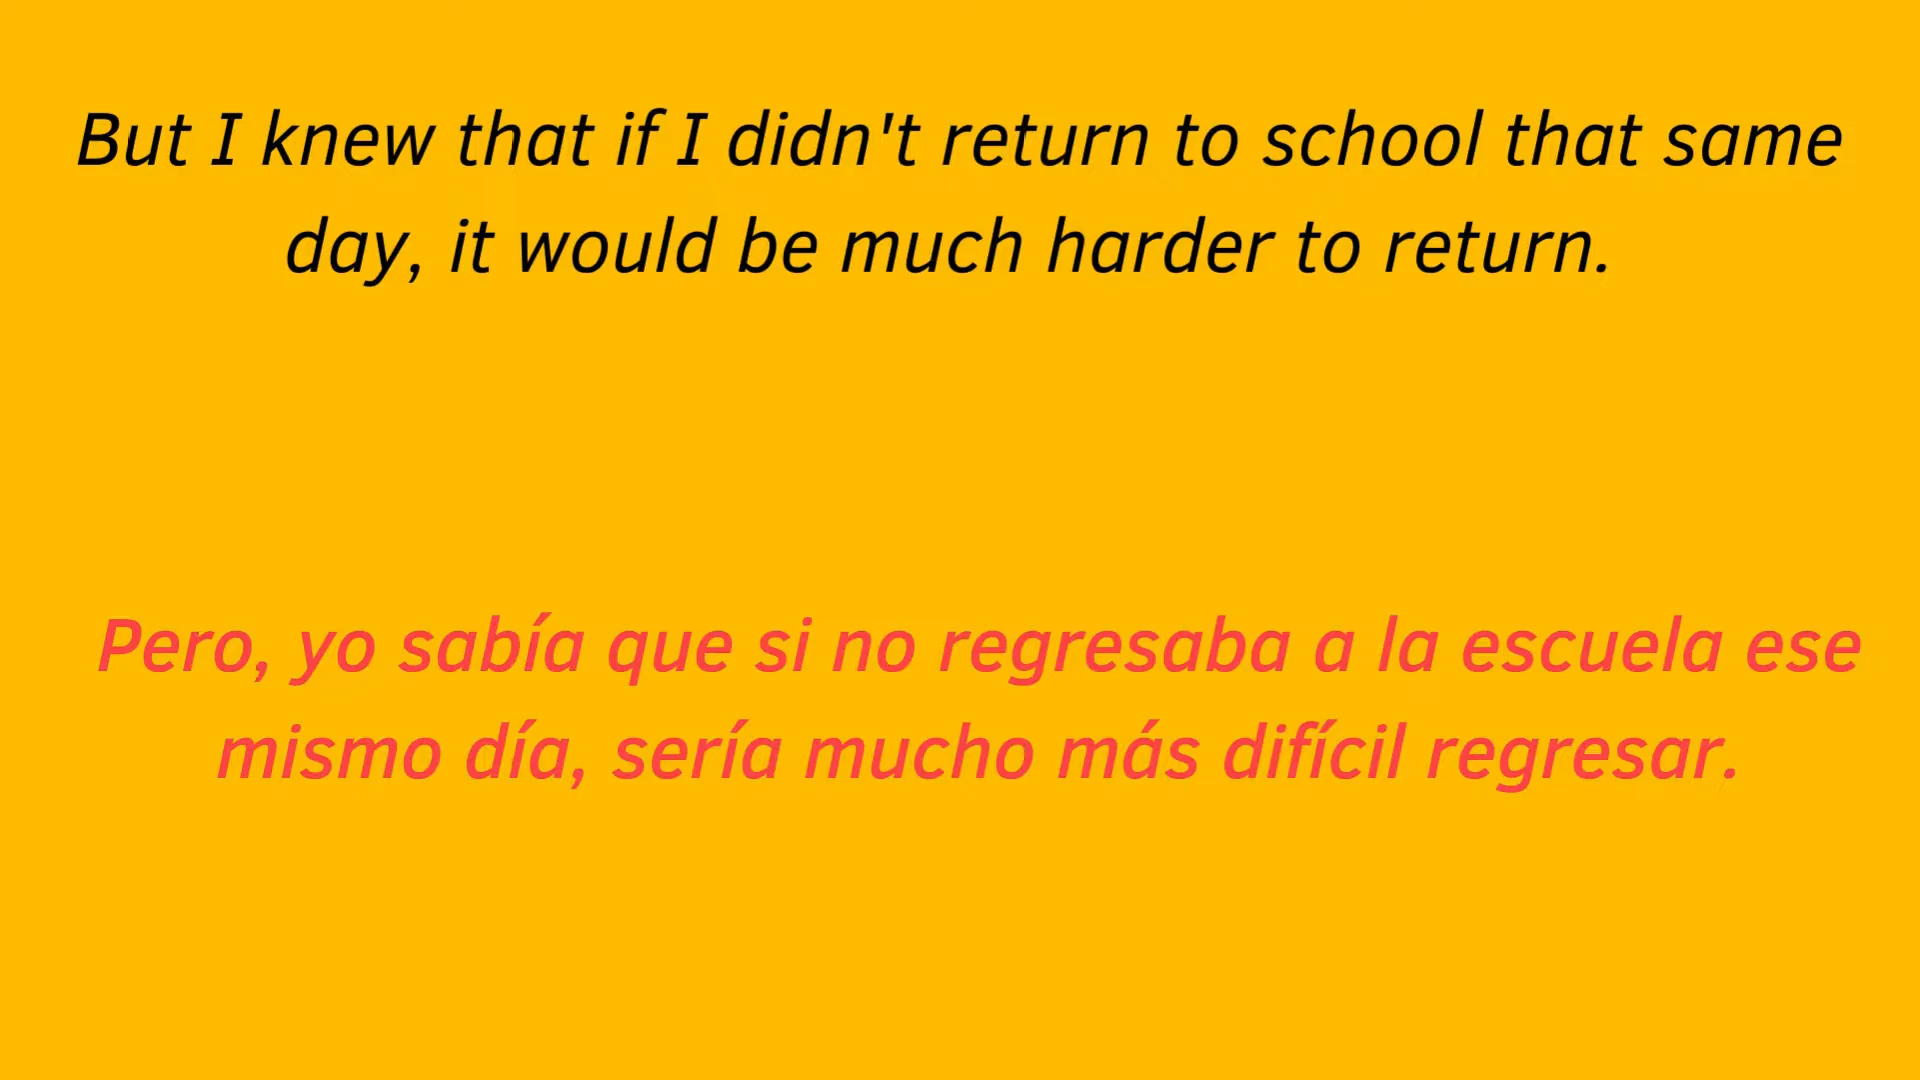 But I knew that if I didn't return to school that same
day, it would be much harder to return.
Pero, yo sabía que si no regresaba a la escuela ese
mismo día, sería mucho más difícil regresar.